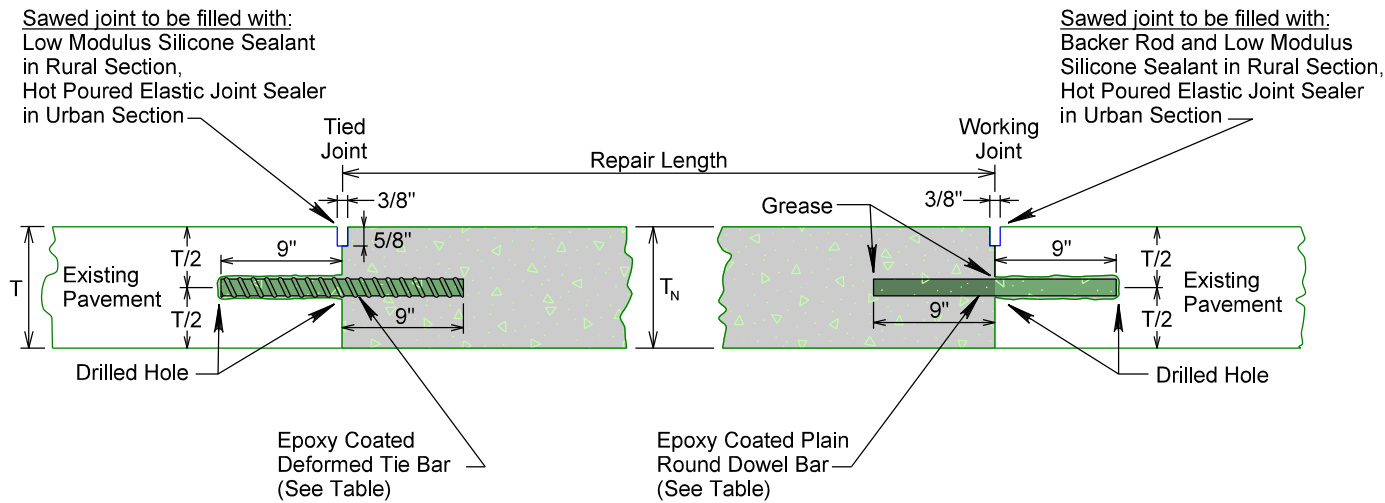 Sawed joint to be filled with:
Low Modulus Silicone Sealant
in Rural Section,
Hot Poured Elastic Joint Sealer
in Urban Section
Sawed joint to be filled with:
Backer Rod and Low Modulus
Silicone Sealant in Rural Section,
Hot Poured Elastic Joint Sealer
in Urban Section
Tied
Joint
Repair Length
Working
Joint
3/8"
Grease
3/8"
5/8"
T
T/2
9"
Existing
Pavement
T/2
9"
T_N
9"
9"
T/2
Existing
Pavement
T/2
Drilled Hole
Drilled Hole
Epoxy Coated
Deformed Tie Bar
(See Table)
Epoxy Coated Plain
Round Dowel Bar
(See Table)